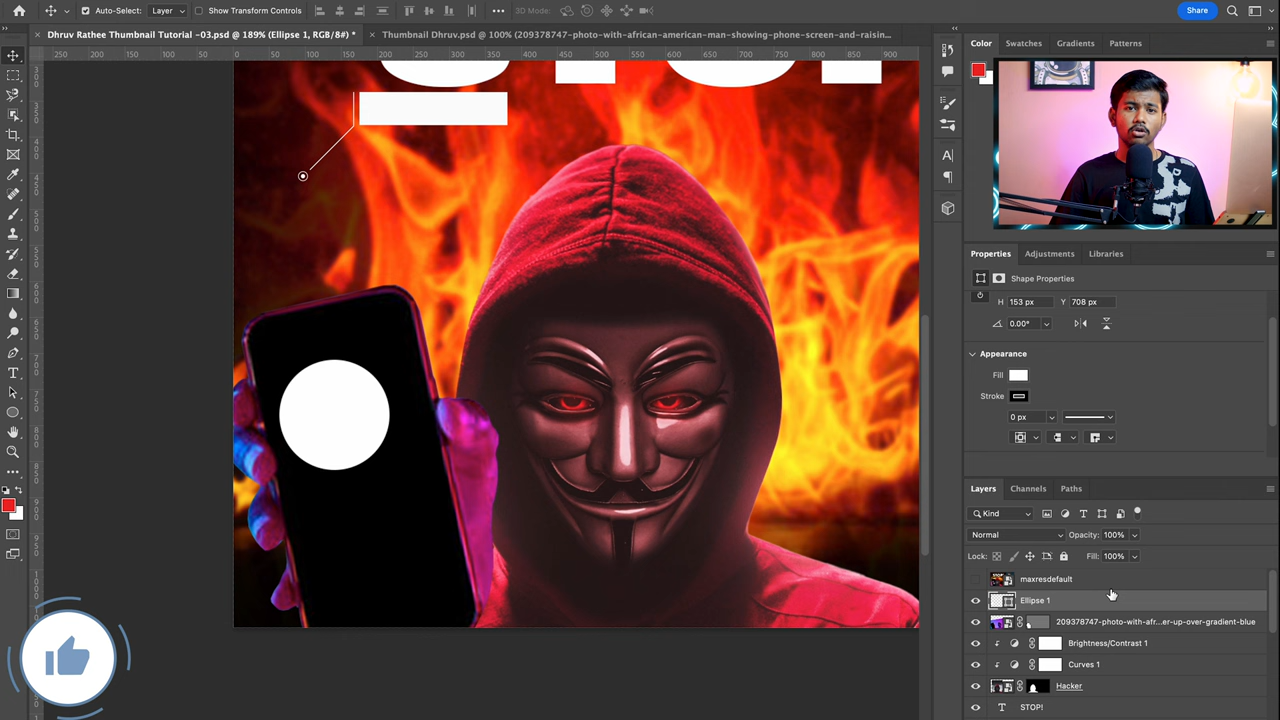 Auto-Select: Layer Show Transform Controls 3D Mode: Share
Dhruv Rathee Thumbnail Tutorial -03.psd @ 189% (Ellipse 1, RGB/8#) *
Thumbnail Dhruv.psd @ 100% (209378747-photo-with-african-american-man-showing-phone-screen-and-raisin...
250 200 150 100 50 0 50 100 150 200 250 300 350 400 450 500 550 600 650 700 750 800 850 900
Color Swatches Gradients Patterns
Properties Adjustments Libraries
Shape Properties
H 153 px Y 708 px
0.00°
Appearance
Fill
Stroke
0 px
Layers Channels Paths
Kind
Normal Opacity: 100%
Lock: Fill: 100%
maxresdefault
Ellipse 1
209378747-photo-with-afr...er-up-over-gradient-blue
Brightness/Contrast 1
Curves 1
Hacker
T STOP!